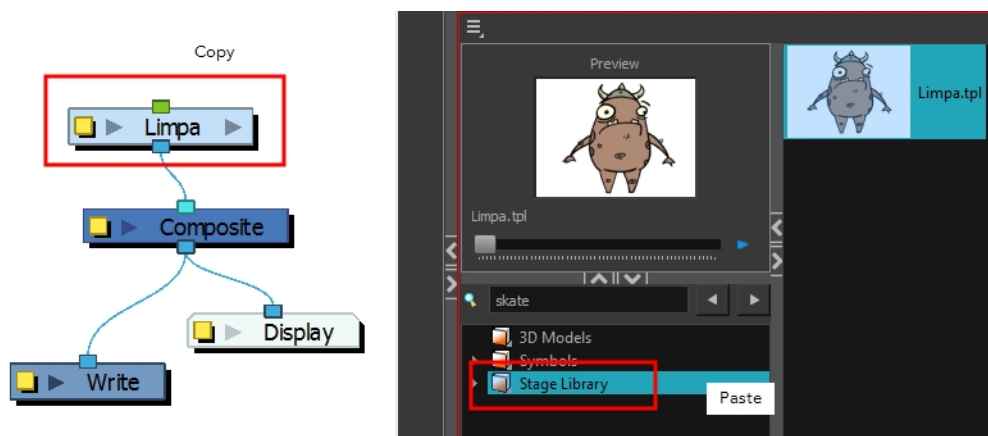 Copy
Limpa
Composite
Display
Write
Preview
Limpa.tpl
skate
3D Models
Symbols
Stage Library
Paste
Limpa.tpl